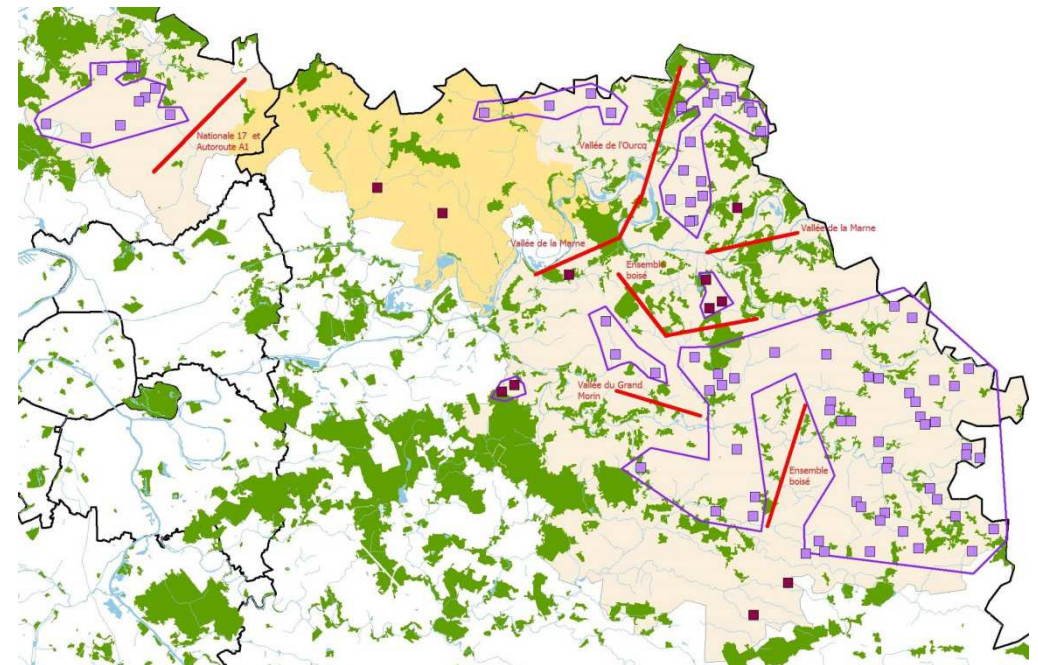 Nationale 17 et
Autoroute A1
Vallée de l'Ourcq
Vallée de la Marne
Vallée de la Marne
Ensemble
boisé
Vallée du Grand
Morin
Ensemble
boisé